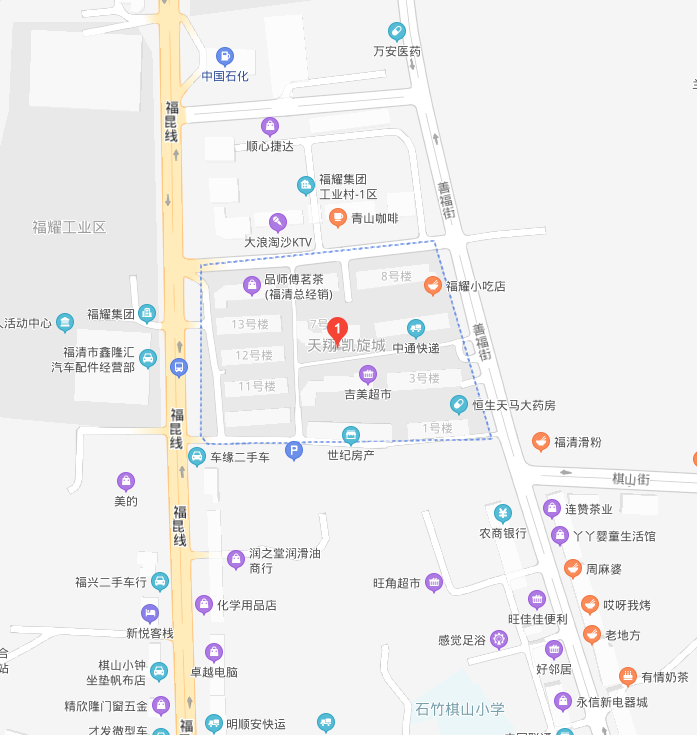 万安医药
中国石化
福昆线
顺心捷达
福耀集团
工业村-1区
善福街
青山咖啡
福耀工业区
大浪淘沙KTV
品师傅茗茶
(福清总经销)
8号楼
福耀小吃店
人活动中心
福耀集团
13号楼
7号
1
天翔·凯旋城
中通快递
善福街
福清市鑫隆汇
汽车配件经营部
12号楼
11号楼
吉美超市
3号楼
恒生天马大药房
福昆线
1号楼
福清滑粉
车缘二手车
P
世纪房产
棋山街
美的
农商银行
连赞茶业
丫丫婴童生活馆
福昆线
润之堂润滑油
商行
周麻婆
福兴二手车行
旺角超市
化学用品店
旺佳佳便利
哎呀我烤
新悦客栈
感觉足浴
老地方
合
站
棋山小钟
坐垫帆布店
卓越电脑
好邻居
有情奶茶
精欣隆门窗五金
石竹棋山小学
永信新电器城
才发微型车
福
明顺安快运